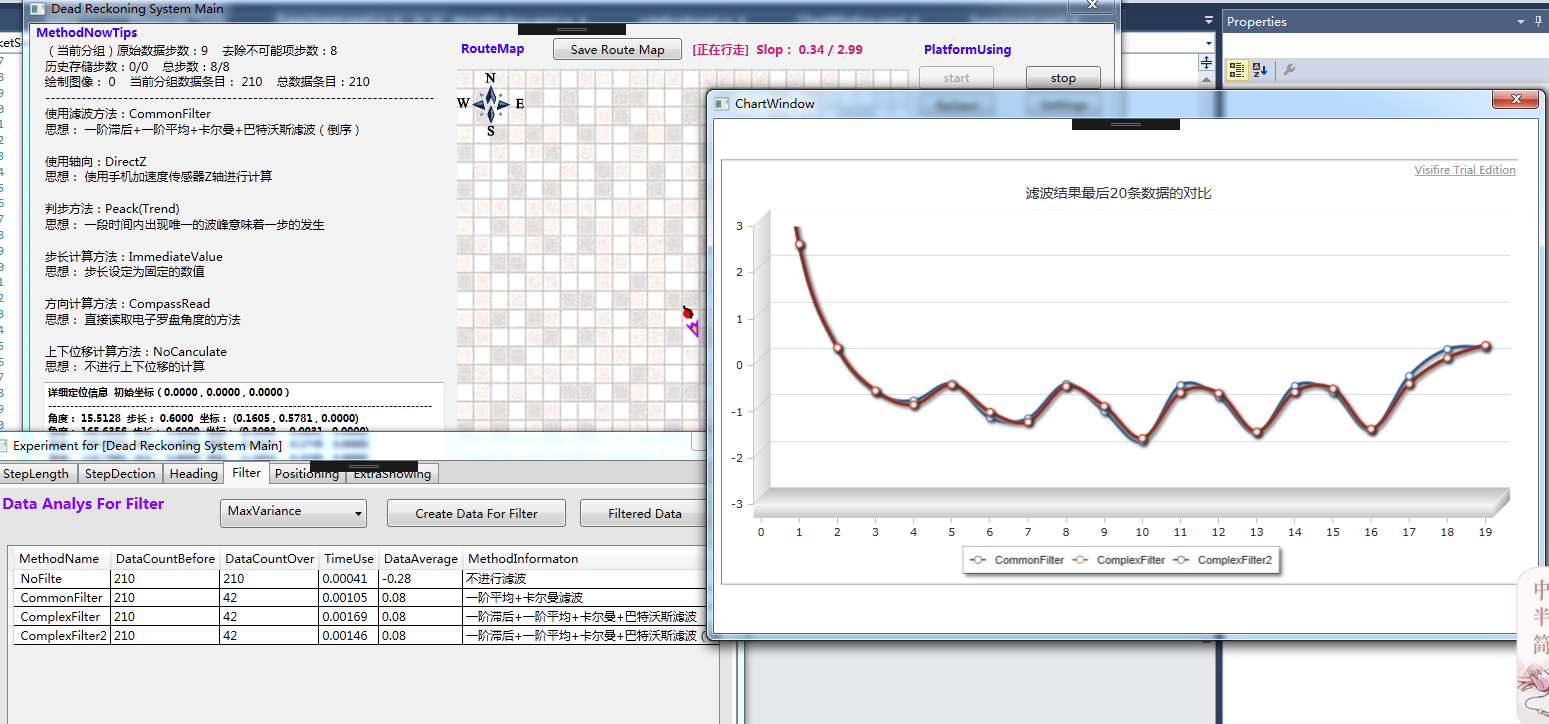 Dead Reckoning System Main
MethodNowTips
（当前分组）原始数据步数：9 去除不可能项步数：8
历史存储步数：0/0 总步数：8/8
绘制图像： 0 当前分组数据条目： 210 总数据条目：210
使用滤波方法：CommonFilter
思想： 一阶滞后+一阶平均+卡尔曼+巴特沃斯滤波（倒序）
使用轴向：DirectZ
思想： 使用手机加速度传感器Z轴进行计算
判步方法：Peack(Trend)
思想： 一段时间内出现唯一的波峰意味着一步的发生
步长计算方法：ImmediateValue
思想： 步长设定为固定的数值
方向计算方法：CompassRead
思想： 直接读取电子罗盘角度的方法
上下位移计算方法：NoCanculate
思想： 不进行上下位移的计算
详细定位信息 初始坐标（0.0000，0.0000，0.0000）
角度： 15.5128 步长： 0.6000 坐标： (0.1605，0.5781，0.0000)
RouteMap
Save Route Map
[正在行走] Slop： 0.34 / 2.99
PlatformUsing
start
stop
N
W E
S
Properties
ChartWindow
Visifire Trial Edition
滤波结果最后20条数据的对比
3
2
1
0
-1
-2
-3
0 1 2 3 4 5 6 7 8 9 10 11 12 13 14 15 16 17 18 19
CommonFilter ComplexFilter ComplexFilter2
Experiment for [Dead Reckoning System Main]
StepLength StepDection Heading Filter Positioning ExtraShowing
Data Analys For Filter
MaxVariance
Create Data For Filter
Filtered Data
MethodName DataCountBefore DataCountOver TimeUse DataAverage MethodInformaton
NoFilte 210 210 0.00041 -0.28 不进行滤波
CommonFilter 210 42 0.00105 0.08 一阶平均+卡尔曼滤波
ComplexFilter 210 42 0.00169 0.08 一阶滞后+一阶平均+卡尔曼+巴特沃斯滤波
ComplexFilter2 210 42 0.00146 0.08 一阶滞后+一阶平均+卡尔曼+巴特沃斯滤波（
中
半
简